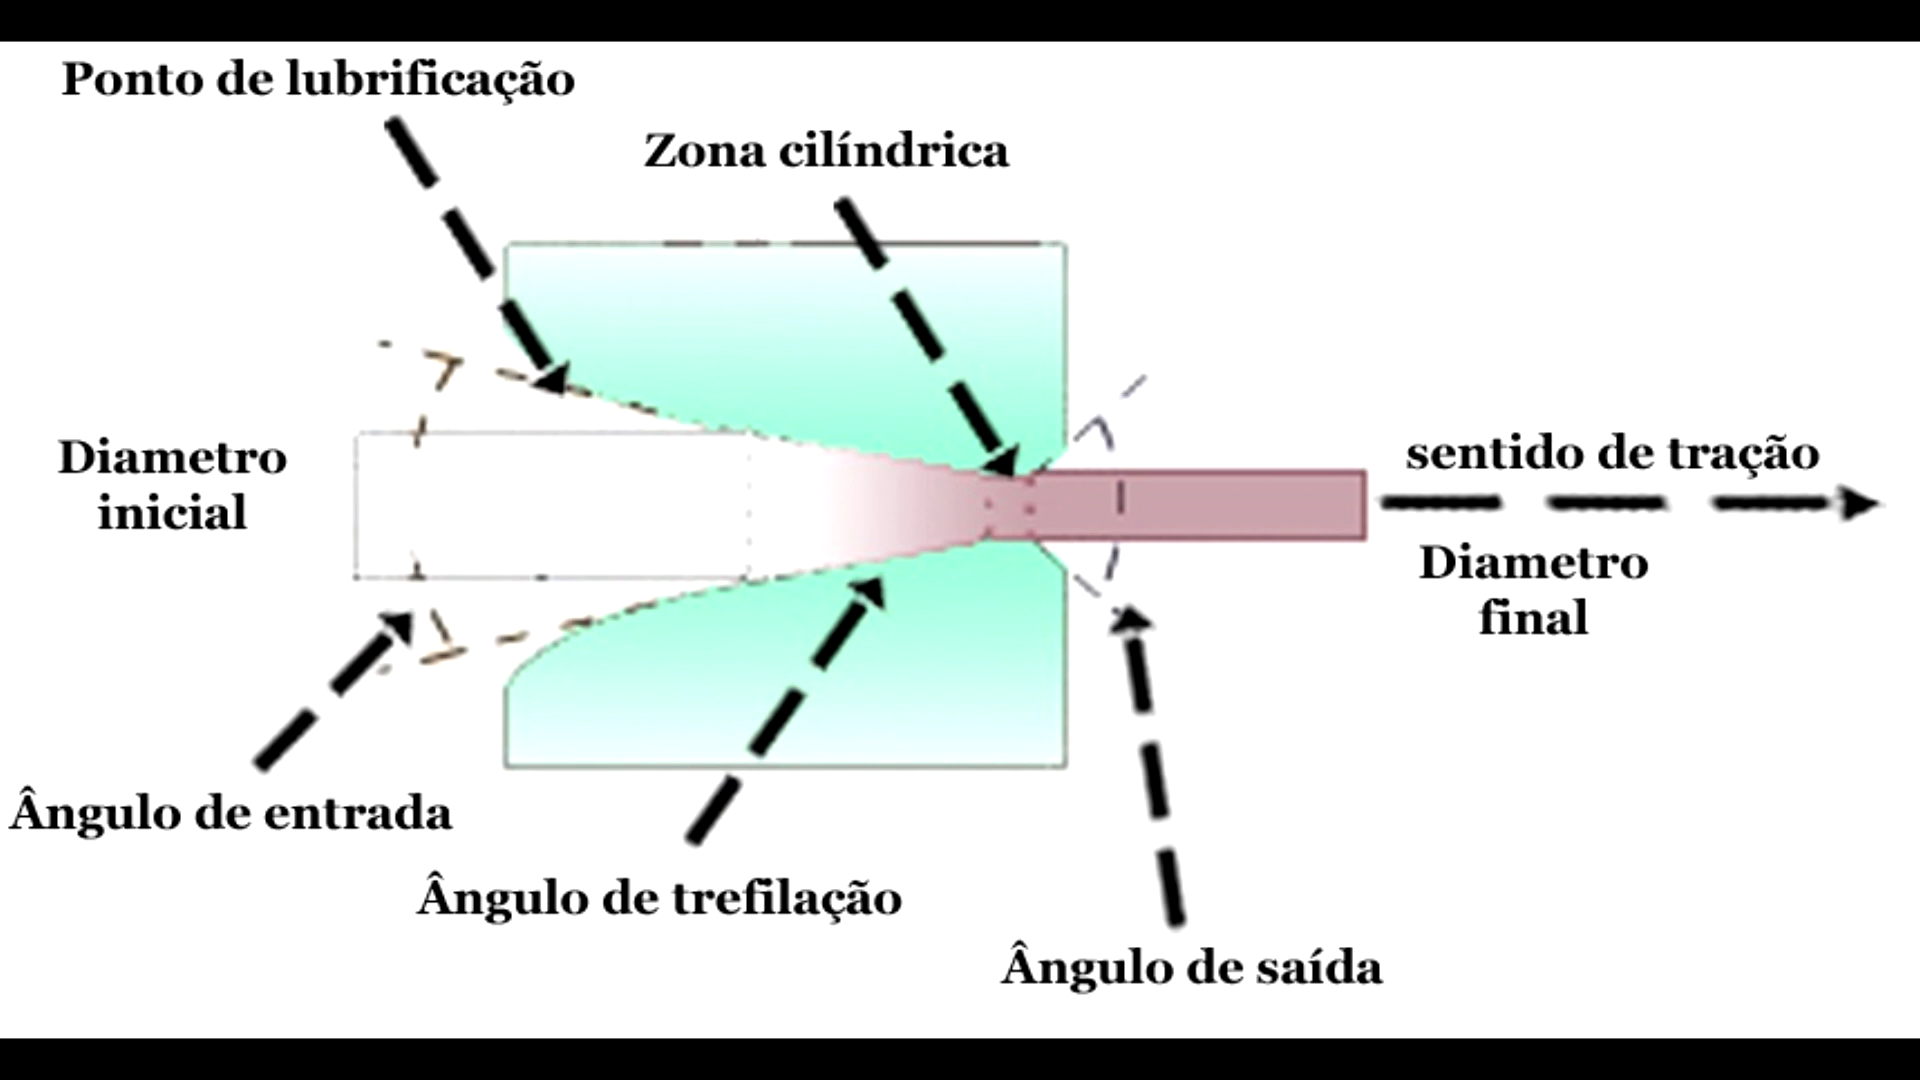 Ponto de lubrificação
Zona cilíndrica
Diametro
inicial
sentido de tração
Diametro
final
Ângulo de entrada
Ângulo de trefilação
Ângulo de saída